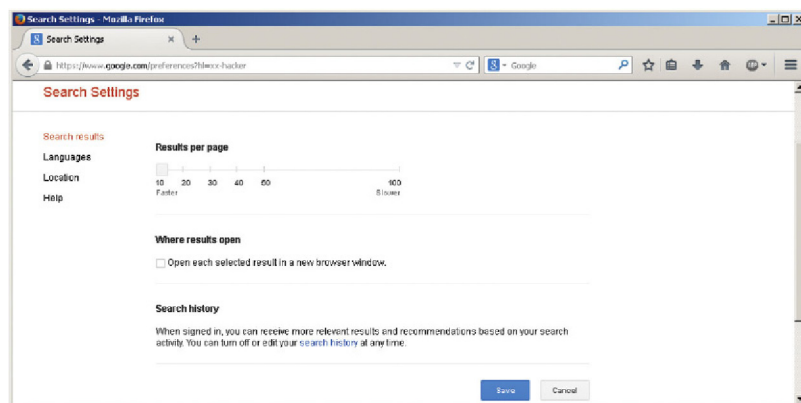 Search Settings - Mozilla Firefox
Search Settings × +
https://www.google.com/preferences?hl=xx-hacker
8 - Google
Search Settings
Search results
Languages
Location
Help
Results per page
10 20 30 40 50 100
Faster Slower
Where results open
Open each selected result in a new browser window.
Search history
When signed in, you can receive more relevant results and recommendations based on your search
activity. You can turn off or edit your search history at any time.
Save Cancel